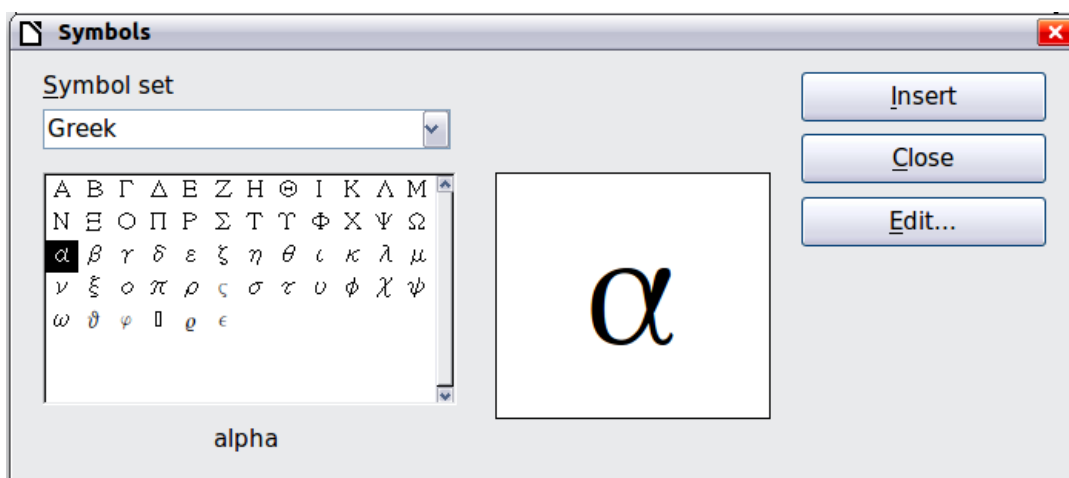 Symbols
Symbol set
Greek
Α Β Γ Δ Ε Ζ Η Θ Ι Κ Λ Μ
Ν Ξ Ο Π Ρ Σ Τ ϒ Φ Χ Ψ Ω
α β γ δ ε ζ η θ ι κ λ μ
ν ξ ο π ρ ς σ τ υ ϕ χ ψ
ω ϑ φ ϱ ϵ
alpha
α
Insert
Close
Edit...